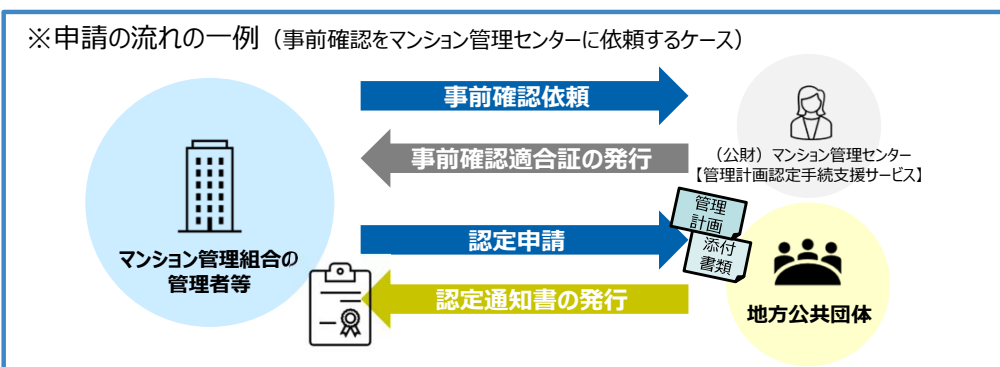 ※申請の流れの一例（事前確認をマンション管理センターに依頼するケース）
事前確認依頼
事前確認適合証の発行
（公財）マンション管理センター
【管理計画認定手続支援サービス】
管理
計画
添付
書類
認定申請
マンション管理組合の
管理者等
認定通知書の発行
地方公共団体